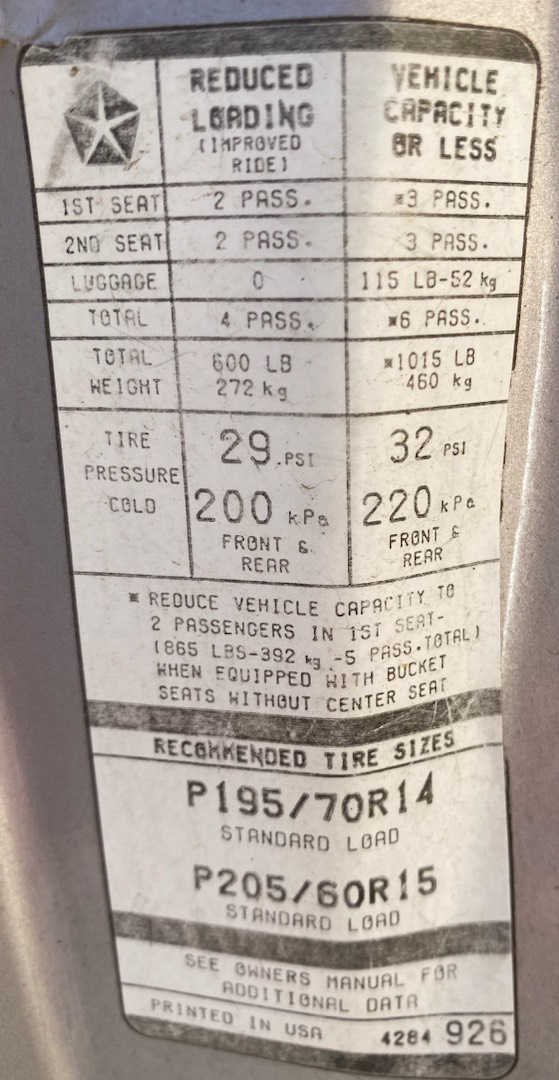 REDUCED LOADING (IMPROVED RIDE) VEHICLE CAPACITY OR LESS
1ST SEAT 2 PASS. *3 PASS.
2ND SEAT 2 PASS. 3 PASS.
LUGGAGE 0 115 LB-52 kg
TOTAL 4 PASS. *6 PASS.
TOTAL WEIGHT 600 LB 272 kg *1015 LB 460 kg
TIRE PRESSURE COLD 29 PSI 200 kPa FRONT & REAR 32 PSI 220 kPa FRONT & REAR
* REDUCE VEHICLE CAPACITY TO
2 PASSENGERS IN 1ST SEAT-
(865 LBS-392 kg -5 PASS.TOTAL)
WHEN EQUIPPED WITH BUCKET
SEATS WITHOUT CENTER SEAT
RECOMMENDED TIRE SIZES
P195/70R14
STANDARD LOAD
P205/60R15
STANDARD LOAD
SEE OWNERS MANUAL FOR
ADDITIONAL DATA
PRINTED IN USA 4284 926